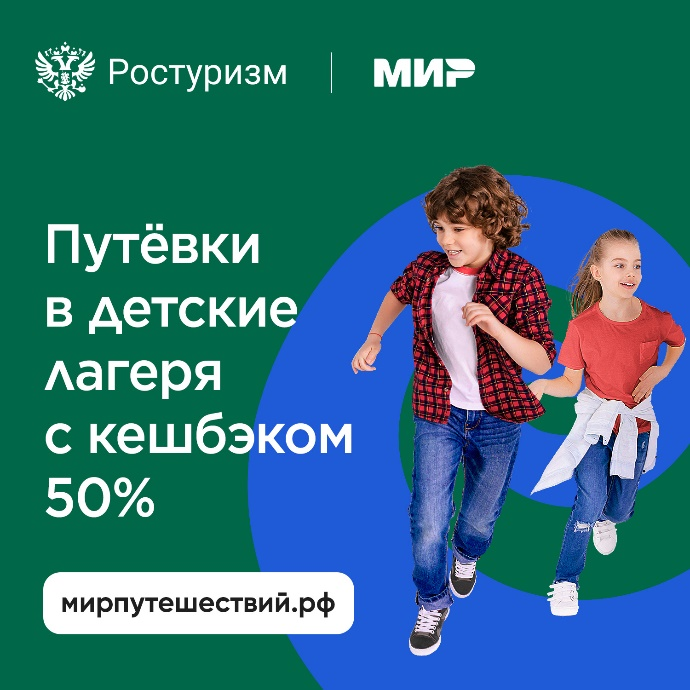 Ростуризм
МИР
Путёвки
в детские
лагеря
с кешбэком
50%
мирпутешествий.рф